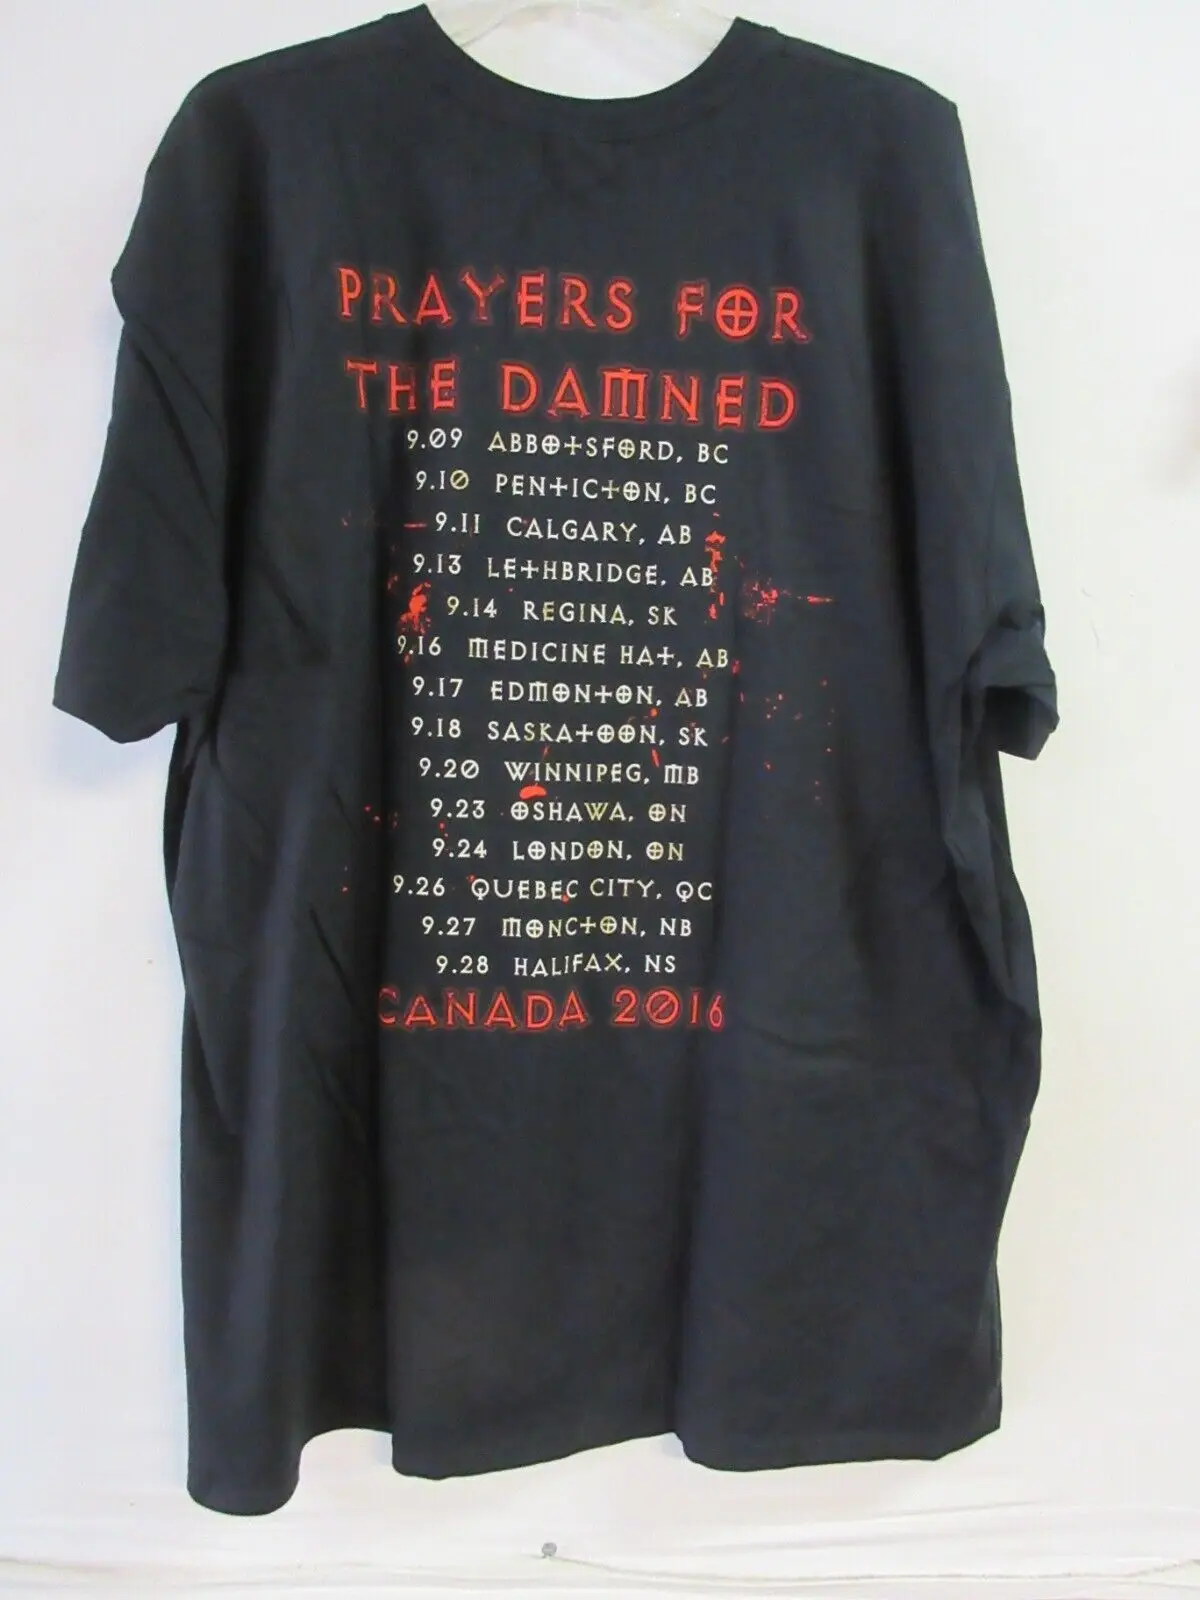 PRAYERS FOR
THE DAMNED
9.09 ABBOTSFORD, BC
9.10 PENTICTON, BC
9.11 CALGARY, AB
9.13 LETHBRIDGE, AB
9.14 REGINA, SK
9.16 MEDICINE HAT, AB
9.17 EDMONTON, AB
9.18 SASKATOON, SK
9.20 WINNIPEG, MB
9.23 OSHAWA, ON
9.24 LONDON, ON
9.26 QUEBEC CITY, QC
9.27 MONCTON, NB
9.28 HALIFAX, NS
CANADA 2016